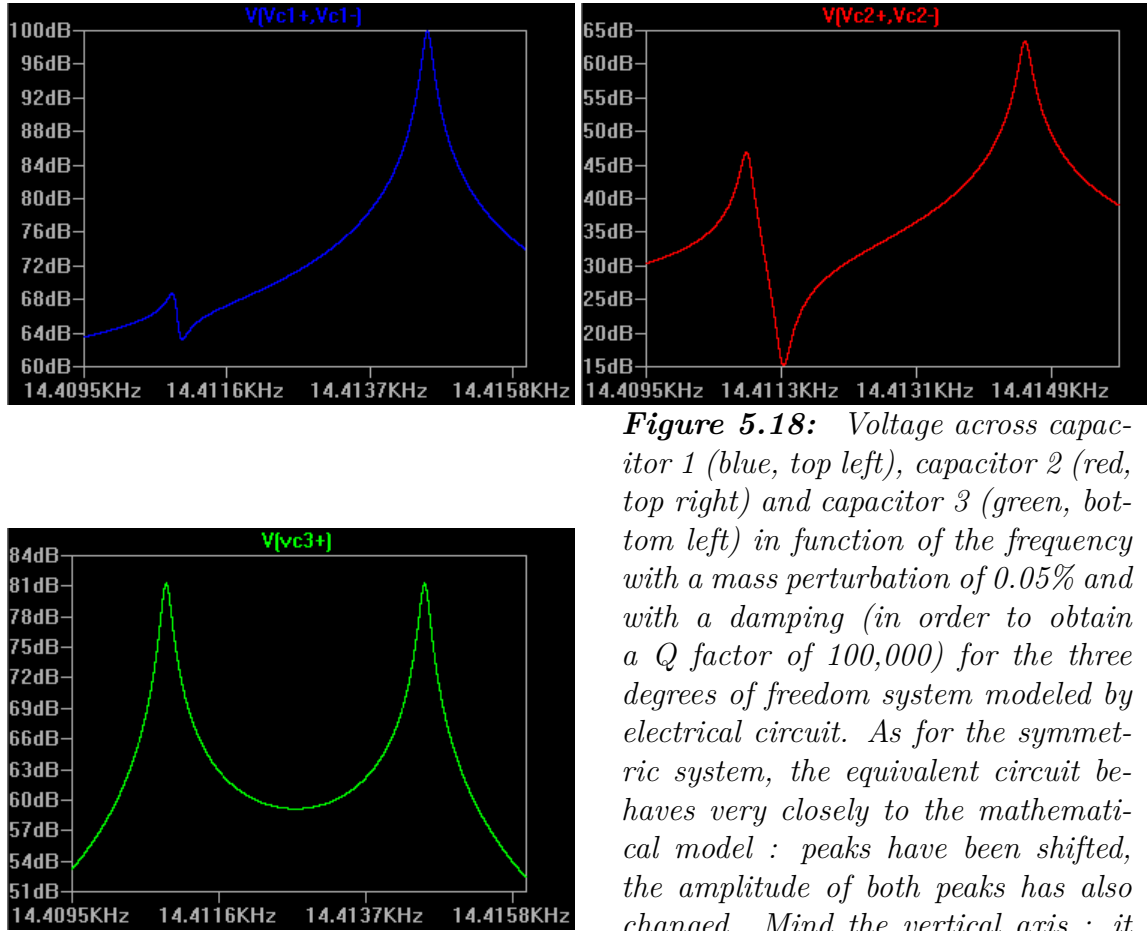 V(Vc1+,Vc1-)
100dB
96dB
92dB
88dB
84dB
80dB
76dB
72dB
68dB
64dB
60dB
14.4095KHz 14.4116KHz 14.4137KHz 14.4158KHz
V(Vc2+,Vc2-)
65dB
60dB
55dB
50dB
45dB
40dB
35dB
30dB
25dB
20dB
15dB
14.4095KHz 14.4113KHz 14.4131KHz 14.4149KHz
V(vc3+)
84dB
81dB
78dB
75dB
72dB
69dB
66dB
63dB
60dB
57dB
54dB
51dB
14.4095KHz 14.4116KHz 14.4137KHz 14.4158KHz
Figure 5.18: Voltage across capac-
itor 1 (blue, top left), capacitor 2 (red,
top right) and capacitor 3 (green, bot-
tom left) in function of the frequency
with a mass perturbation of 0.05% and
with a damping (in order to obtain
a Q factor of 100,000) for the three
degrees of freedom system modeled by
electrical circuit. As for the symmet-
ric system, the equivalent circuit be-
haves very closely to the mathemati-
cal model : peaks have been shifted,
the amplitude of both peaks has also
changed. Mind the vertical axis : it